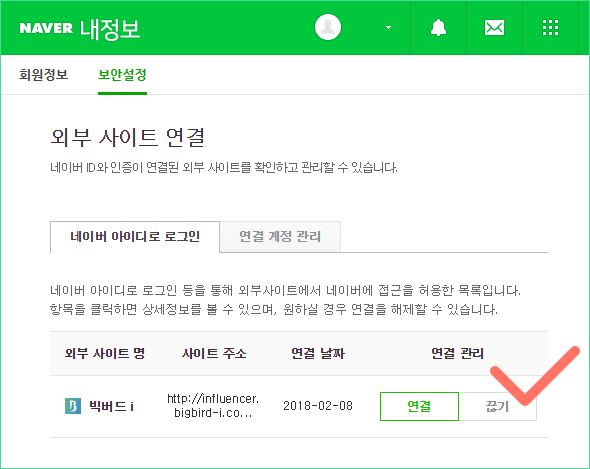 NAVER 내정보
회원정보 보안설정
외부 사이트 연결
네이버 ID와 인증이 연결된 외부 사이트를 확인하고 관리할 수 있습니다.
네이버 아이디로 로그인 연결 계정 관리
네이버 아이디로 로그인 등을 통해 외부사이트에서 네이버에 접근을 허용한 목록입니다.
항목을 클릭하면 상세정보를 볼 수 있으며, 원하실 경우 연결을 해제할 수 있습니다.
외부 사이트 명 사이트 주소 연결 날짜 연결 관리
빅버드 i http://influencer.bigbird-i.co... 2018-02-08 연결 끊기